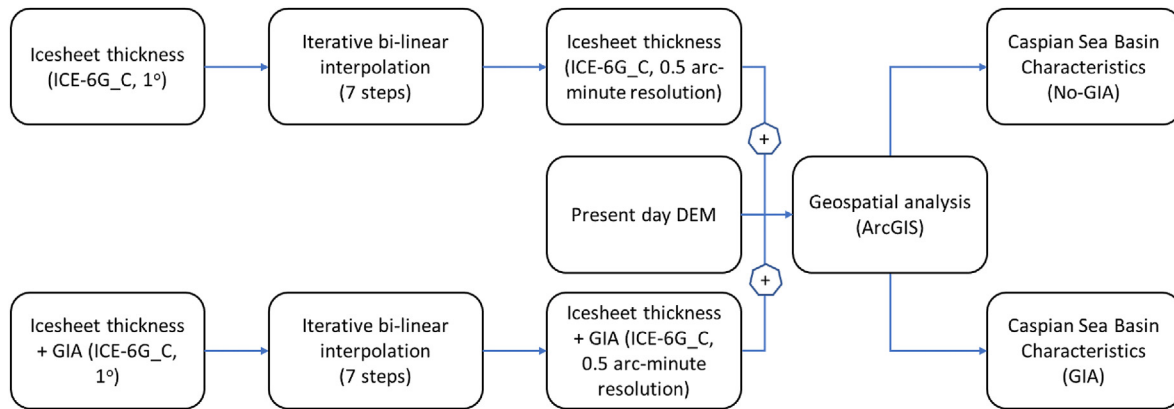 Icesheet thickness
(ICE-6G_C, 1°)
Iterative bi-linear
interpolation
(7 steps)
Icesheet thickness
(ICE-6G_C, 0.5 arc-
minute resolution)
+
Caspian Sea Basin
Characteristics
(No-GIA)
Present day DEM
Geospatial analysis
(ArcGIS)
Icesheet thickness
+ GIA (ICE-6G_C,
1°)
Iterative bi-linear
interpolation
(7 steps)
Icesheet thickness
+ GIA (ICE-6G_C,
0.5 arc-minute
resolution)
+
Caspian Sea Basin
Characteristics
(GIA)